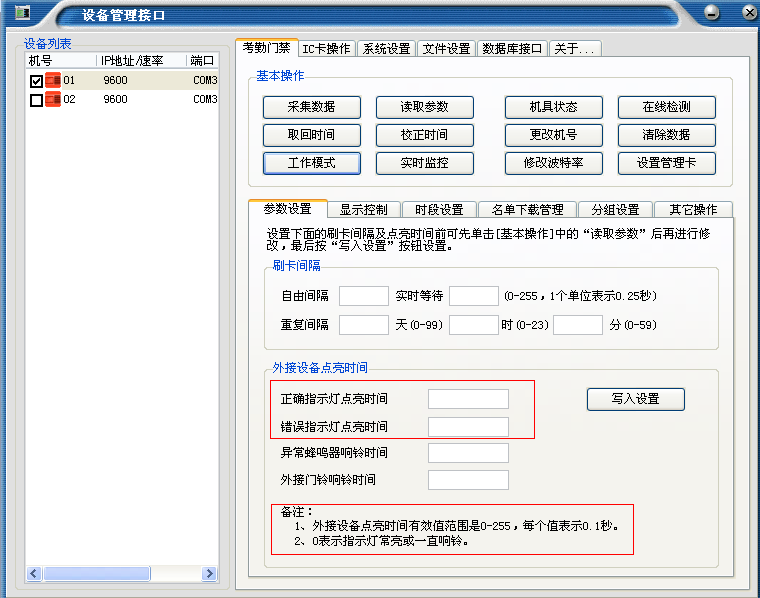 设备管理接口
设备列表
机号 IP地址/速率 端口
01 9600 COM3
02 9600 COM3
考勤门禁 IC卡操作 系统设置 文件设置 数据库接口 关于...
基本操作
采集数据 读取参数 机具状态 在线检测
取回时间 校正时间 更改机号 清除数据
工作模式 实时监控 修改波特率 设置管理卡
参数设置 显示控制 时段设置 名单下载管理 分组设置 其它操作
设置下面的刷卡间隔及点亮时间前可先单击[基本操作]中的“读取参数”后再进行修
改，最后按“写入设置”按钮设置。
刷卡间隔
自由间隔 实时等待 (0-255，1个单位表示0.25秒)
重复间隔 天(0-99) 时(0-23) 分(0-59)
外接设备点亮时间
正确指示灯点亮时间 写入设置
错误指示灯点亮时间
异常蜂鸣器响铃时间
外接门铃响铃时间
备注：
1、外接设备点亮时间有效值范围是0-255，每个值表示0.1秒。
2、0表示指示灯常亮或一直响铃。